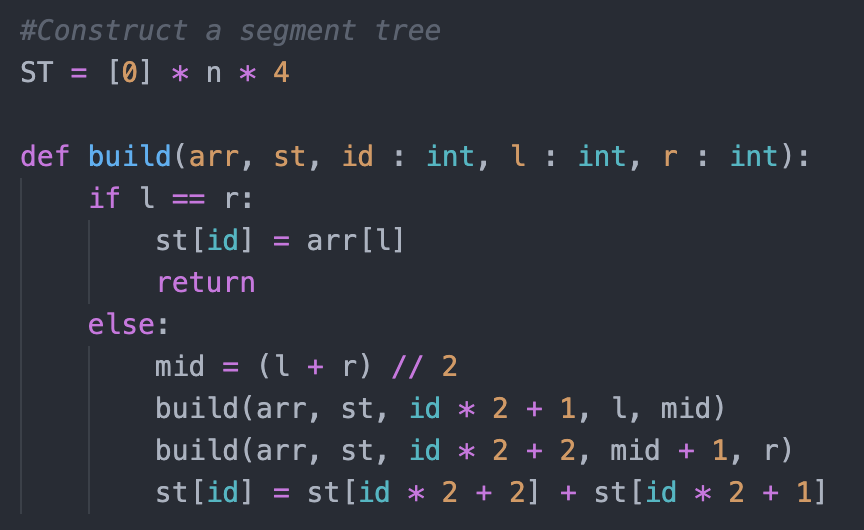 #Construct a segment tree
ST = [0] * n * 4

def build(arr, st, id : int, l : int, r : int):
    if l == r:
        st[id] = arr[l]
        return
    else:
        mid = (l + r) // 2
        build(arr, st, id * 2 + 1, l, mid)
        build(arr, st, id * 2 + 2, mid + 1, r)
        st[id] = st[id * 2 + 2] + st[id * 2 + 1]